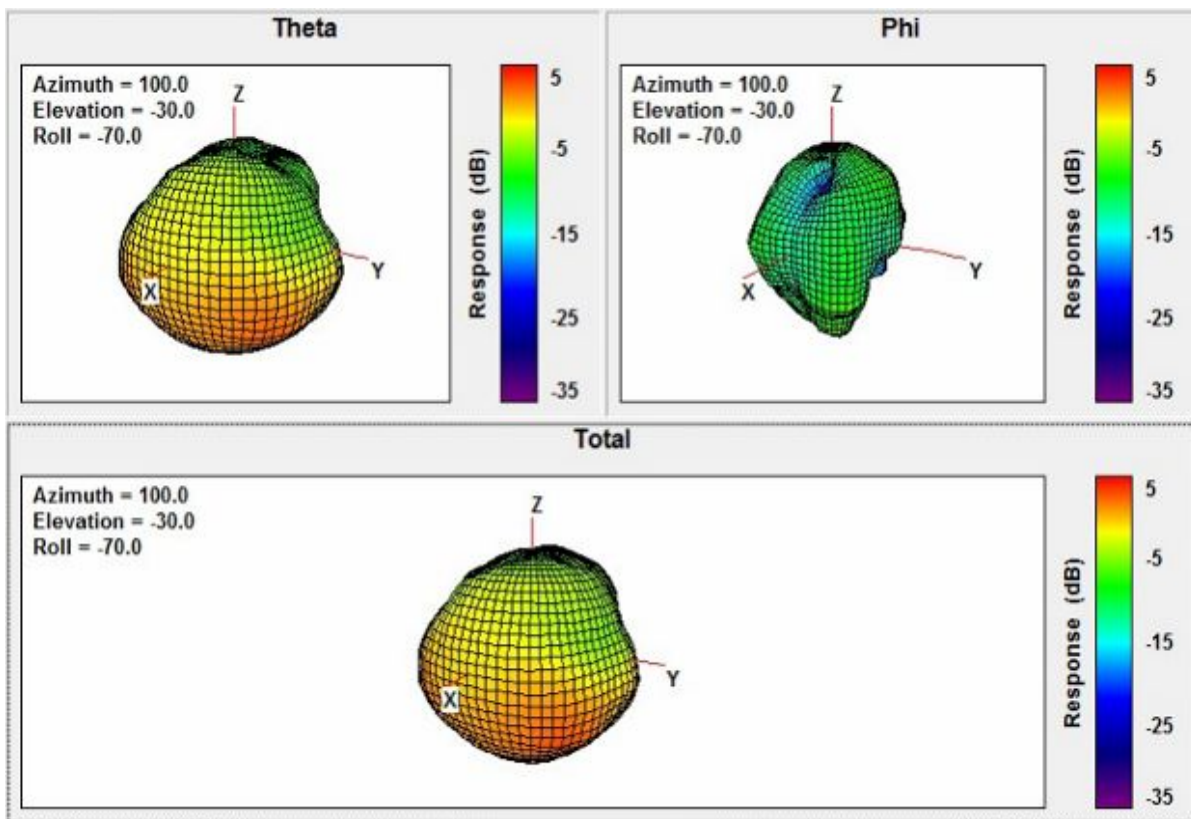 Theta
Azimuth = 100.0
Elevation = -30.0
Roll = -70.0
Z
Y
X
Response (dB)
5
-5
-15
-25
-35
Phi
Azimuth = 100.0
Elevation = -30.0
Roll = -70.0
Z
Y
X
Response (dB)
5
-5
-15
-25
-35
Total
Azimuth = 100.0
Elevation = -30.0
Roll = -70.0
Z
Y
X
Response (dB)
5
-5
-15
-25
-35